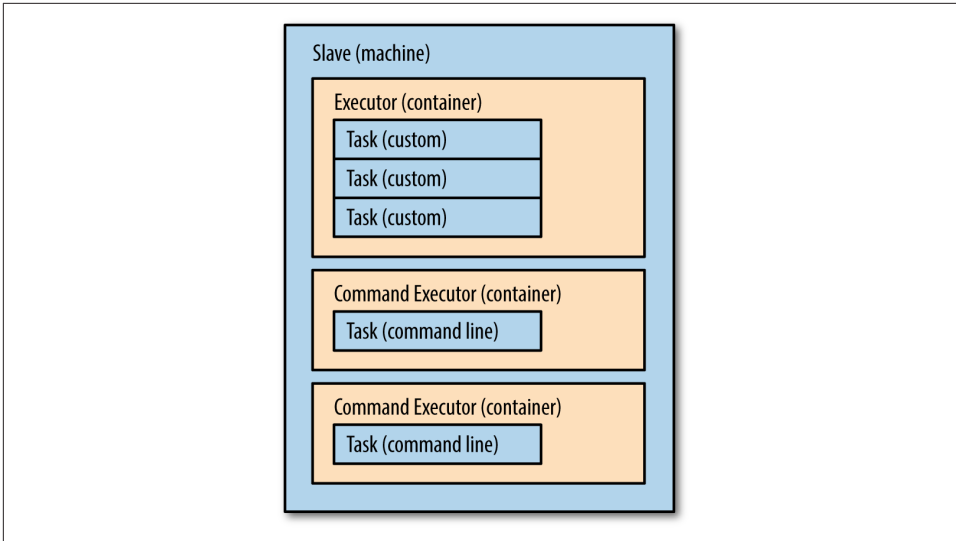 Slave (machine)
Executor (container)
Task (custom)
Task (custom)
Task (custom)
Command Executor (container)
Task (command line)
Command Executor (container)
Task (command line)